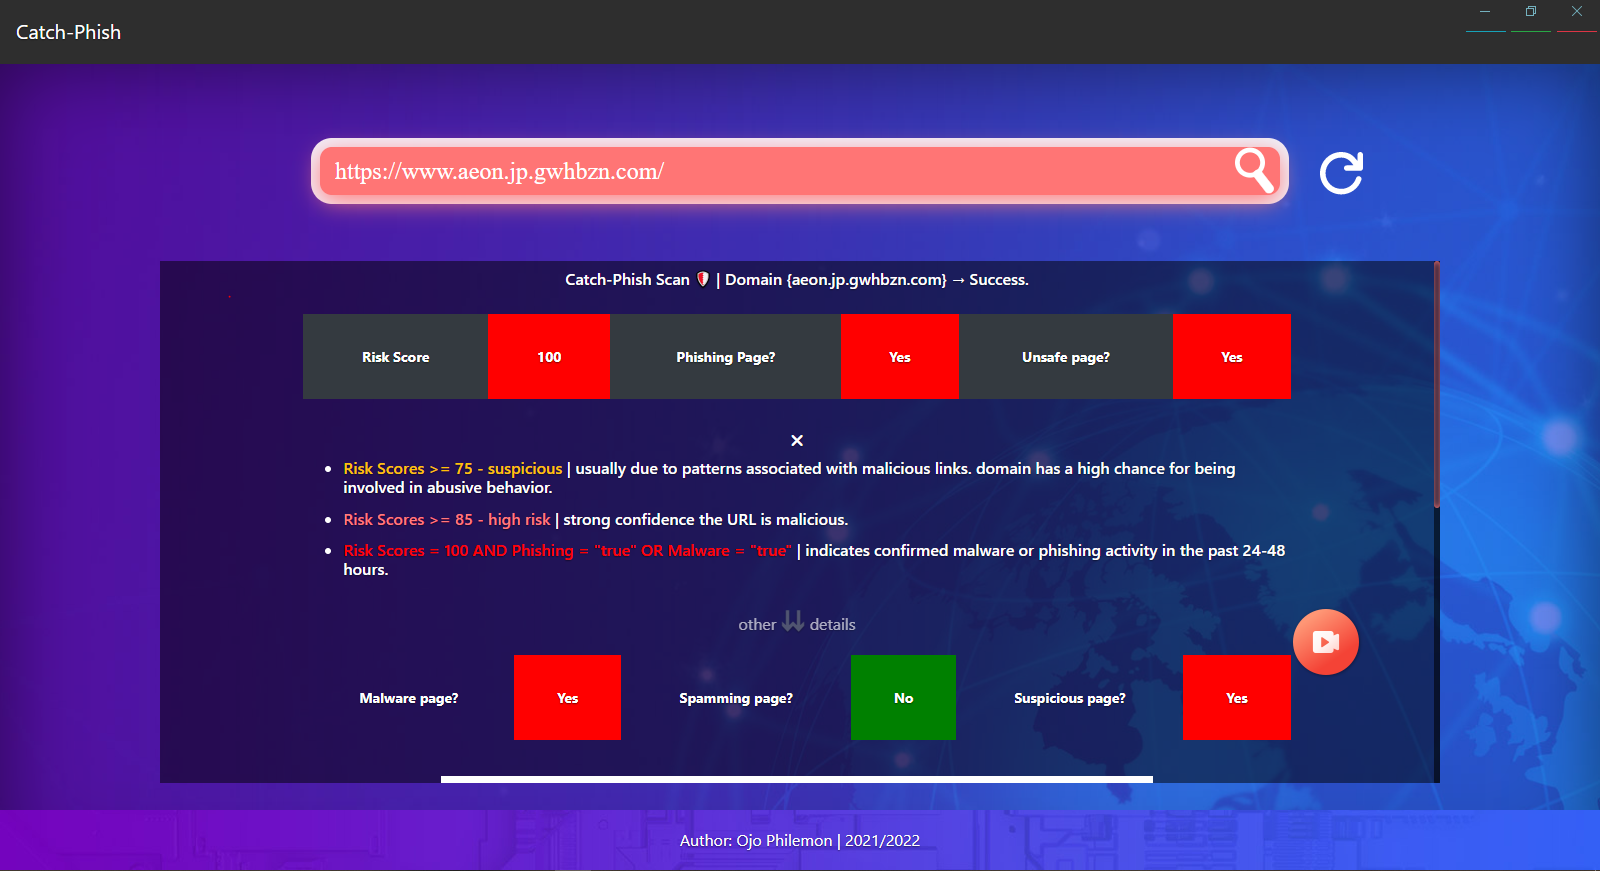 Catch-Phish
https://www.aeon.jp.gwhbzn.com/
Catch-Phish Scan | Domain {aeon.jp.gwhbzn.com} → Success.
Risk Score 100 Phishing Page? Yes Unsafe page? Yes
Risk Scores >= 75 - suspicious | usually due to patterns associated with malicious links. domain has a high chance for being
involved in abusive behavior.
Risk Scores >= 85 - high risk | strong confidence the URL is malicious.
Risk Scores = 100 AND Phishing = "true" OR Malware = "true" | indicates confirmed malware or phishing activity in the past 24-48
hours.
other details
Malware page? Yes Spamming page? No Suspicious page? Yes
Author: Ojo Philemon | 2021/2022